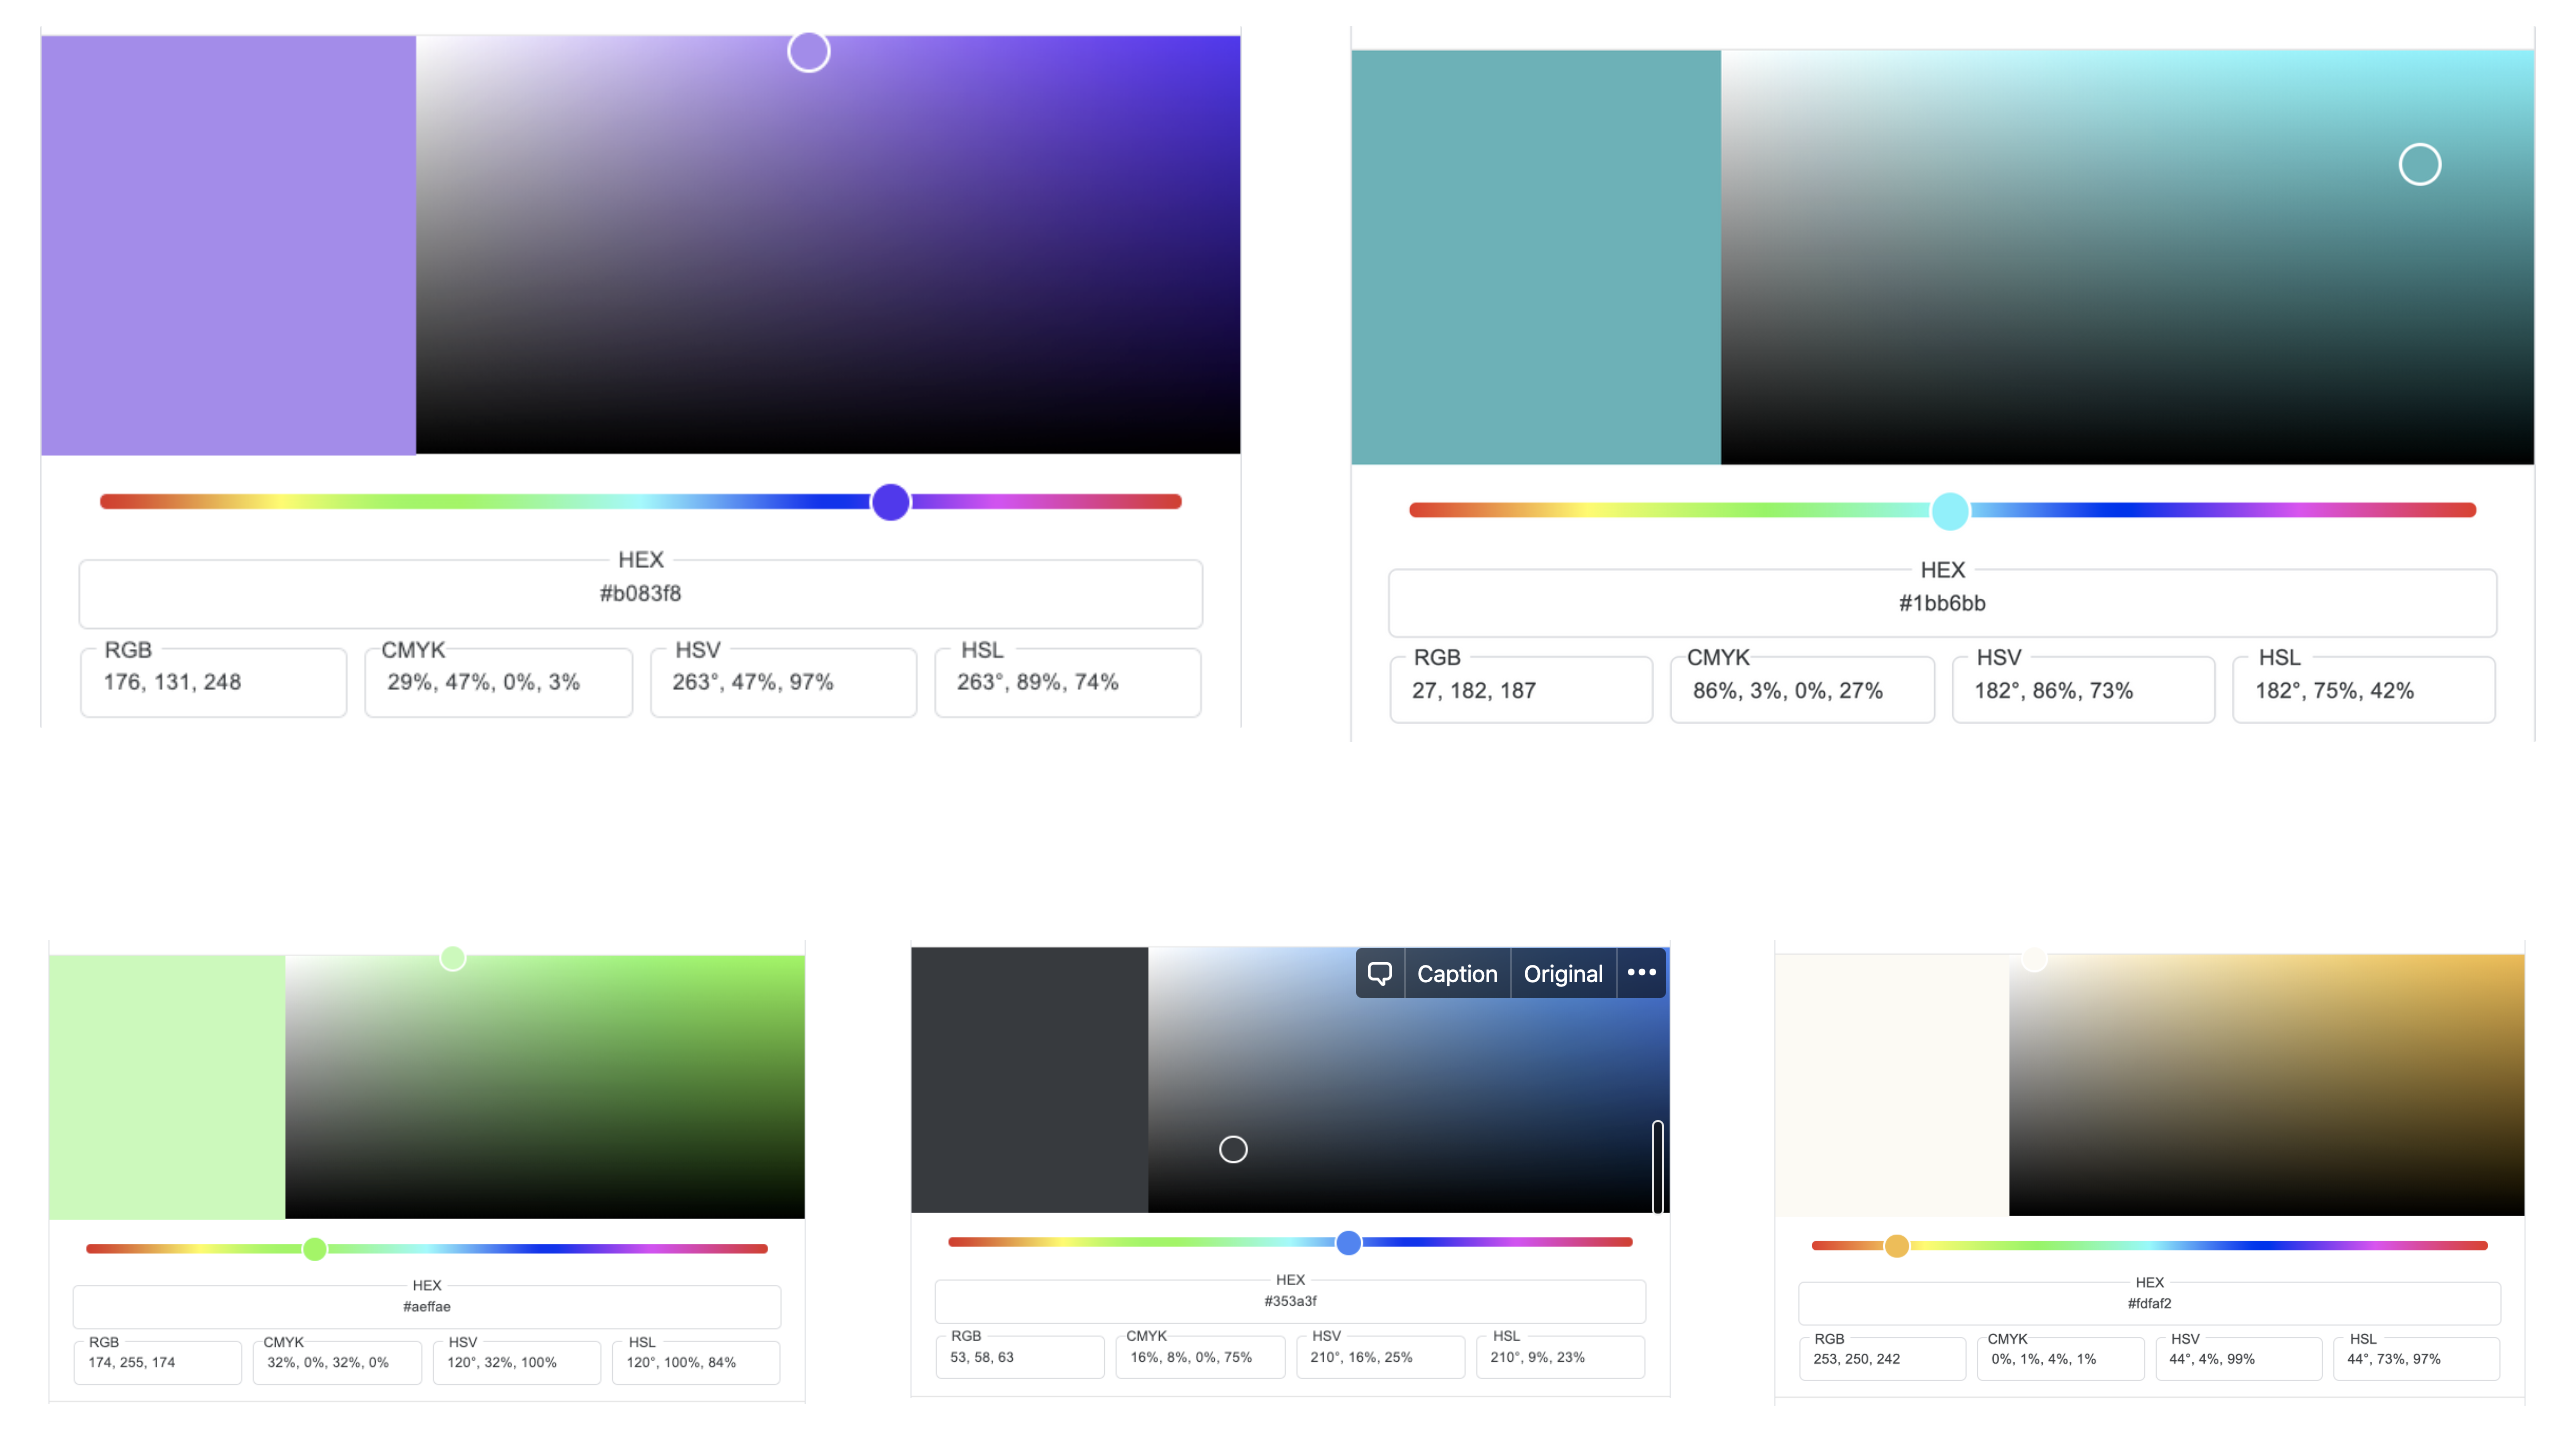 HEX
#b083f8
RGB
176, 131, 248
CMYK
29%, 47%, 0%, 3%
HSV
263°, 47%, 97%
HSL
263°, 89%, 74%
HEX
#1bb6bb
RGB
27, 182, 187
CMYK
86%, 3%, 0%, 27%
HSV
182°, 86%, 73%
HSL
182°, 75%, 42%
HEX
#aeffae
RGB
174, 255, 174
CMYK
32%, 0%, 32%, 0%
HSV
120°, 32%, 100%
HSL
120°, 100%, 84%
Caption
Original
HEX
#353a3f
RGB
53, 58, 63
CMYK
16%, 8%, 0%, 75%
HSV
210°, 16%, 25%
HSL
210°, 9%, 23%
HEX
#fdfaf2
RGB
253, 250, 242
CMYK
0%, 1%, 4%, 1%
HSV
44°, 4%, 99%
HSL
44°, 73%, 97%